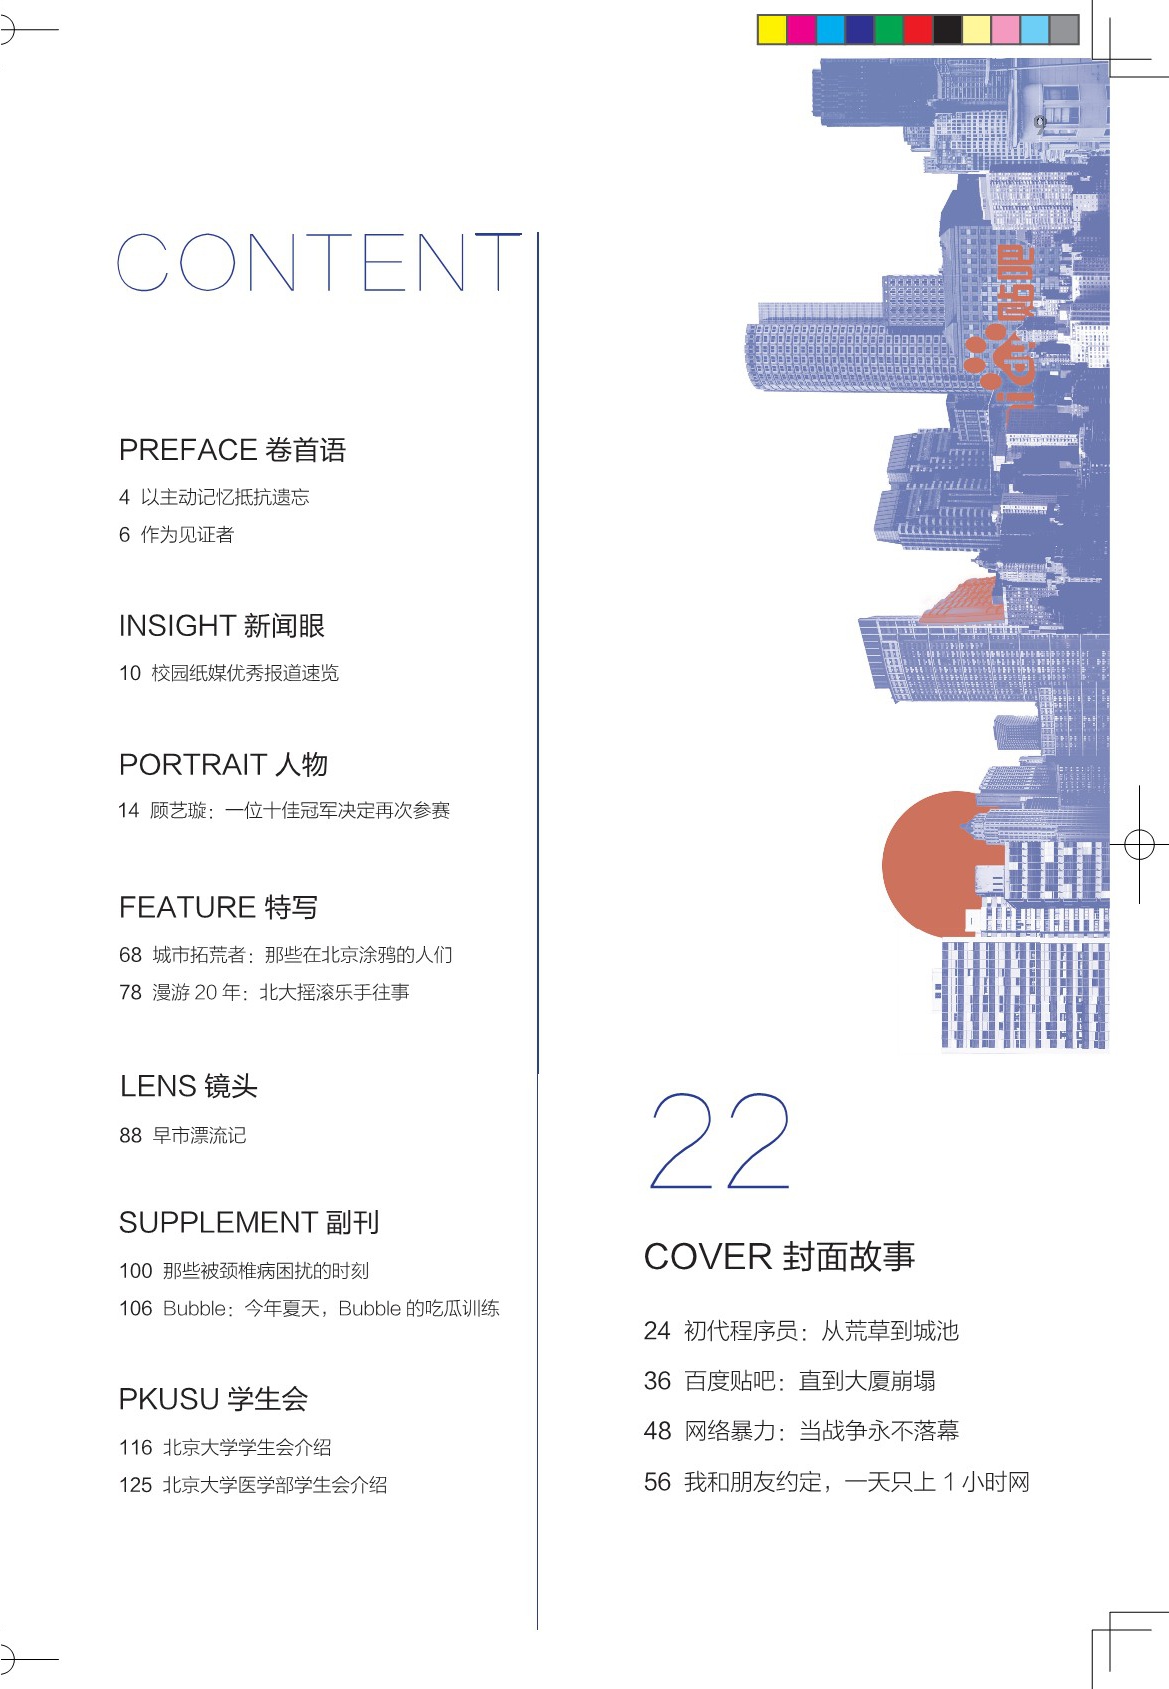 CONTENT
PREFACE 卷首语
4 以主动记忆抵抗遗忘
6 作为见证者
INSIGHT 新闻眼
10 校园纸媒优秀报道速览
PORTRAIT 人物
14 顾艺璇：一位十佳冠军决定再次参赛
FEATURE 特写
68 城市拓荒者：那些在北京涂鸦的人们
78 漫游 20 年：北大摇滚乐手往事
LENS 镜头
88 早市漂流记
SUPPLEMENT 副刊
100 那些被颈椎病困扰的时刻
106 Bubble：今年夏天，Bubble 的吃瓜训练
PKUSU 学生会
116 北京大学学生会介绍
125 北京大学医学部学生会介绍
贴吧
22
COVER 封面故事
24 初代程序员：从荒草到城池
36 百度贴吧：直到大厦崩塌
48 网络暴力：当战争永不落幕
56 我和朋友约定，一天只上 1 小时网